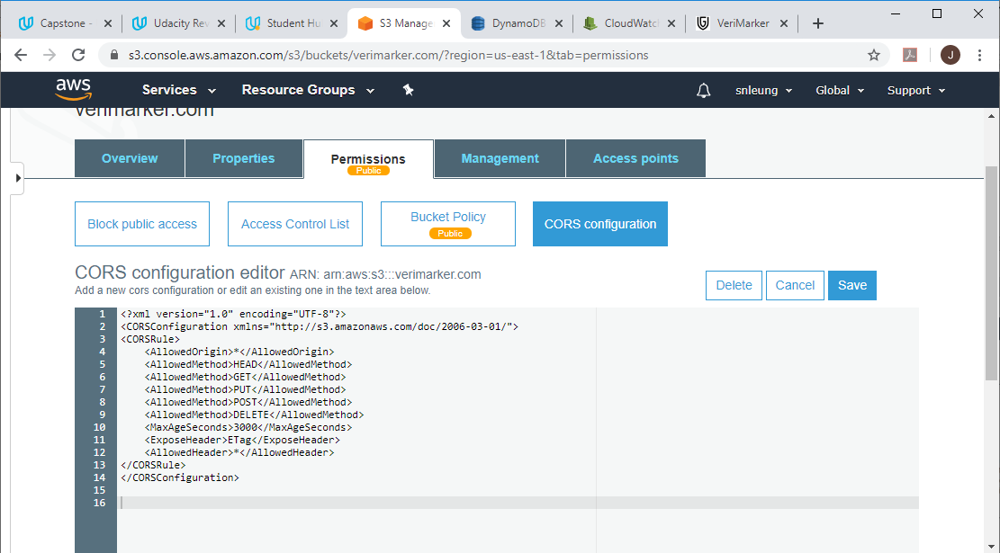 Capstone - Udacity Rev Student Hu S3 Manage DynamoDB CloudWatc VeriMarker
s3.console.aws.amazon.com/s3/buckets/verimarker.com/?region=us-east-1&tab=permissions J
aws Services Resource Groups snleung Global Support
verimarker.com
Overview Properties Permissions Management Access points
Public
Block public access Access Control List Bucket Policy CORS configuration
Public
CORS configuration editor ARN: arn:aws:s3:::verimarker.com
Add a new cors configuration or edit an existing one in the text area below.
Delete Cancel Save
1 <?xml version="1.0" encoding="UTF-8"?>
2 <CORSConfiguration xmlns="http://s3.amazonaws.com/doc/2006-03-01/">
3 <CORSRule>
4 <AllowedOrigin>*</AllowedOrigin>
5 <AllowedMethod>HEAD</AllowedMethod>
6 <AllowedMethod>GET</AllowedMethod>
7 <AllowedMethod>PUT</AllowedMethod>
8 <AllowedMethod>POST</AllowedMethod>
9 <AllowedMethod>DELETE</AllowedMethod>
10 <MaxAgeSeconds>3000</MaxAgeSeconds>
11 <ExposeHeader>ETag</ExposeHeader>
12 <AllowedHeader>*</AllowedHeader>
13 </CORSRule>
14 </CORSConfiguration>
15
16